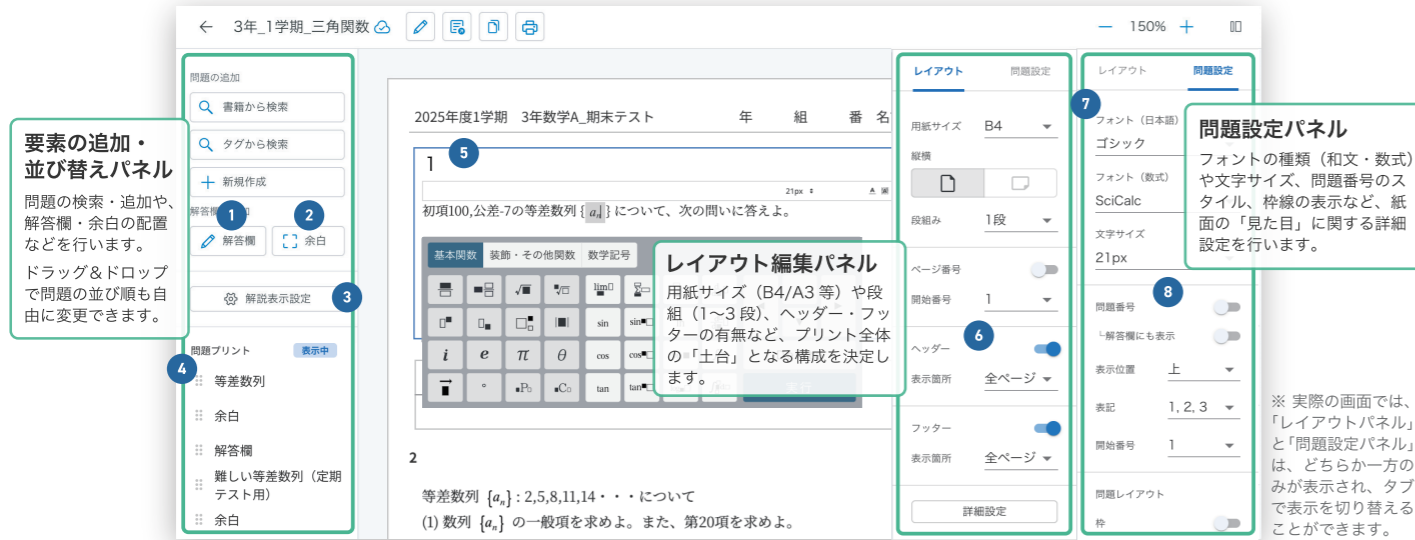 3年_1学期_三角関数
150%
問題の追加
書籍から検索
タグから検索
新規作成
解答欄
余白
解説表示設定
問題プリント
表示中
等差数列
余白
解答欄
難しい等差数列（定期
テスト用）
余白
1
2
3
4
要素の追加・
並び替えパネル
問題の検索・追加や、
解答欄・余白の配置
などを行います。
ドラッグ＆ドロップ
で問題の並び順も自
由に変更できます。
2025年度1学期 3年数学A_期末テスト 年 組 番 名
1
5
21px
初項100,公差-7の等差数列{ aₙ } について、次の問いに答えよ。
基本関数 装飾・その他関数 数学記号
lim
sin
i e π θ cos
° P C tan
実行
2
等差数列 {aₙ} : 2,5,8,11,14・・・について
(1) 数列 {aₙ} の一般項を求めよ。また、第20項を求めよ。
レイアウト編集パネル
用紙サイズ（B4/A3 等）や段
組（1〜3 段）、ヘッダー・フッ
ターの有無など、プリント全体
の「土台」となる構成を決定し
ます。
レイアウト 問題設定
用紙サイズ B4
縦横
段組み 1段
ページ番号
開始番号 1
6
ヘッダー
表示箇所 全ページ
フッター
表示箇所 全ページ
詳細設定
レイアウト 問題設定
7
フォント（日本語）
ゴシック
フォント（数式）
SciCalc
文字サイズ
21px
8
問題番号
└解答欄にも表示
表示位置 上
表記 1, 2, 3
開始番号 1
問題レイアウト
枠
問題設定パネル
フォントの種類（和文・数式）
や文字サイズ、問題番号のス
タイル、枠線の表示など、紙
面の「見た目」に関する詳細
設定を行います。
※ 実際の画面では、
「レイアウトパネル」
と「問題設定パネル」
は、どちらか一方の
みが表示され、タブ
で表示を切り替える
ことができます。